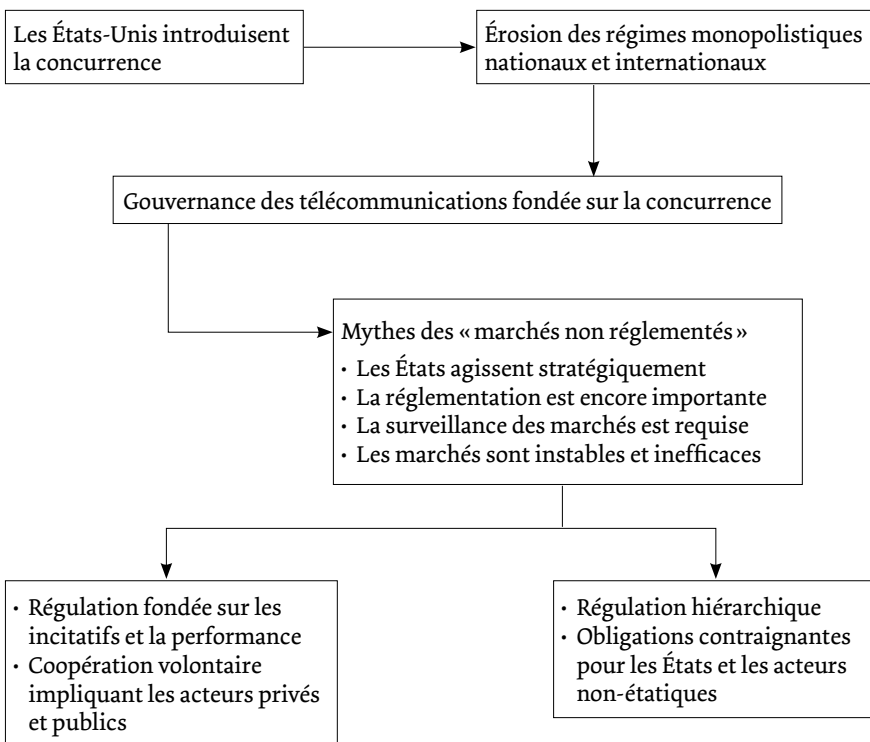 Les États-Unis introduisent
la concurrence
Érosion des régimes monopolistiques
nationaux et internationaux
Gouvernance des télécommunications fondée sur la concurrence
Mythes des « marchés non réglementés »
· Les États agissent stratégiquement
· La réglementation est encore importante
· La surveillance des marchés est requise
· Les marchés sont instables et inefficaces
· Régulation fondée sur les
incitatifs et la performance
· Coopération volontaire
impliquant les acteurs privés
et publics
· Régulation hiérarchique
· Obligations contraignantes
pour les États et les acteurs
non-étatiques